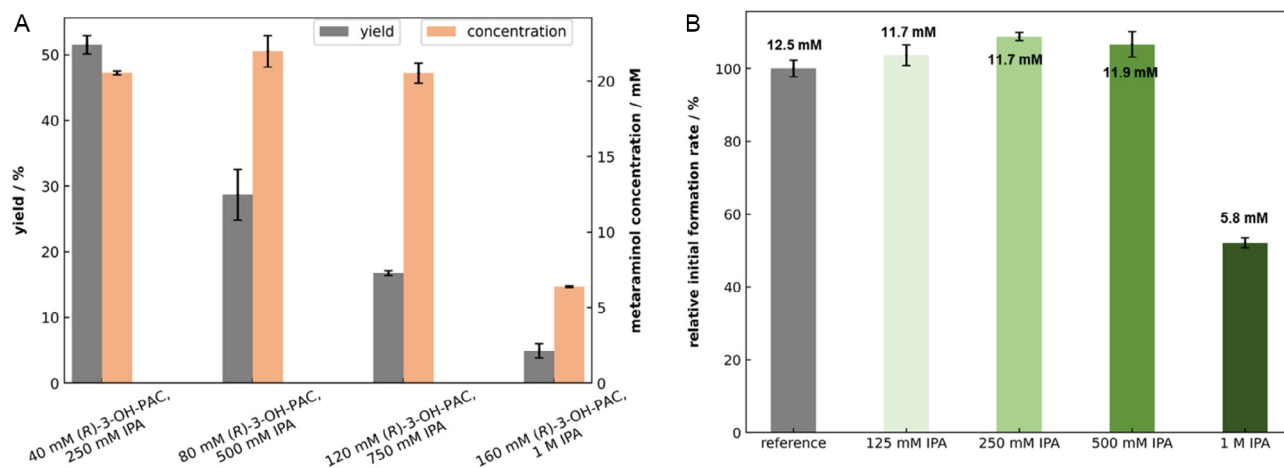 A
yield
concentration
yield / %
50
40
30
20
10
0
metaraminol concentration / mM
20
15
10
5
0
40 mM (R)-3-OH-PAC,
250 mM IPA
80 mM (R)-3-OH-PAC,
500 mM IPA
120 mM (R)-3-OH-PAC,
750 mM IPA
160 mM (R)-3-OH-PAC,
1 M IPA
B
relative initial formation rate / %
100
80
60
40
20
0
12.5 mM
11.7 mM
11.7 mM
11.9 mM
5.8 mM
reference
125 mM IPA
250 mM IPA
500 mM IPA
1 M IPA